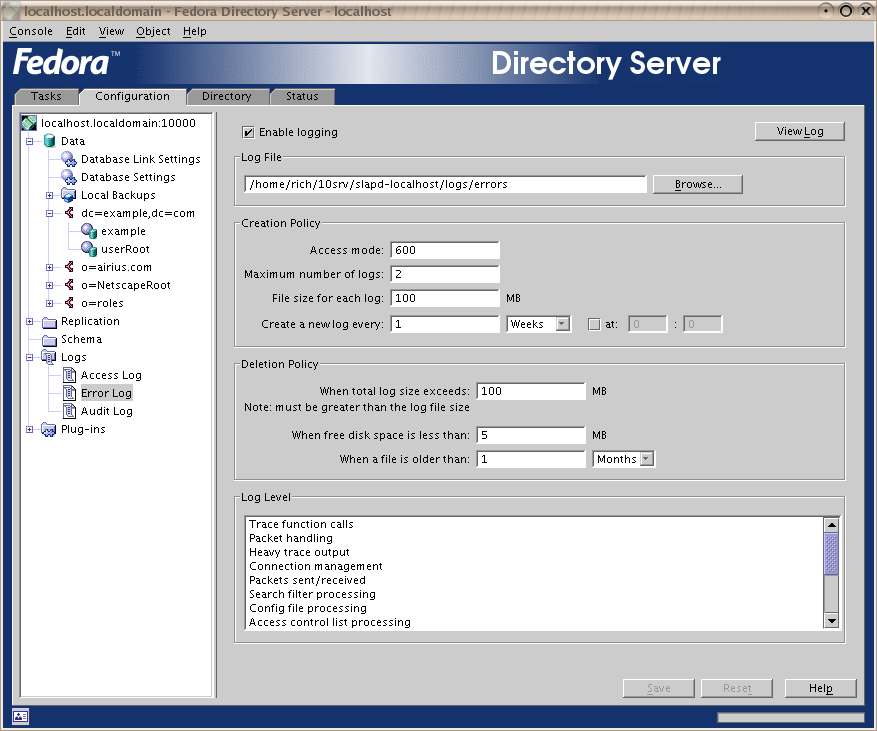 localhost.localdomain - Fedora Directory Server - localhost
Console Edit View Object Help
Fedora™ Directory Server
Tasks Configuration Directory Status
localhost.localdomain:10000
Data
Database Link Settings
Database Settings
Local Backups
dc=example,dc=com
example
userRoot
o=airius.com
o=NetscapeRoot
o=roles
Replication
Schema
Logs
Access Log
Error Log
Audit Log
Plug-ins
Enable logging View Log
Log File
/home/rich/10srv/slapd-localhost/logs/errors Browse...
Creation Policy
Access mode: 600
Maximum number of logs: 2
File size for each log: 100 MB
Create a new log every: 1 Weeks at: 0 : 0
Deletion Policy
When total log size exceeds: 100 MB
Note: must be greater than the log file size
When free disk space is less than: 5 MB
When a file is older than: 1 Months
Log Level
Trace function calls
Packet handling
Heavy trace output
Connection management
Packets sent/received
Search filter processing
Config file processing
Access control list processing
Save Reset Help